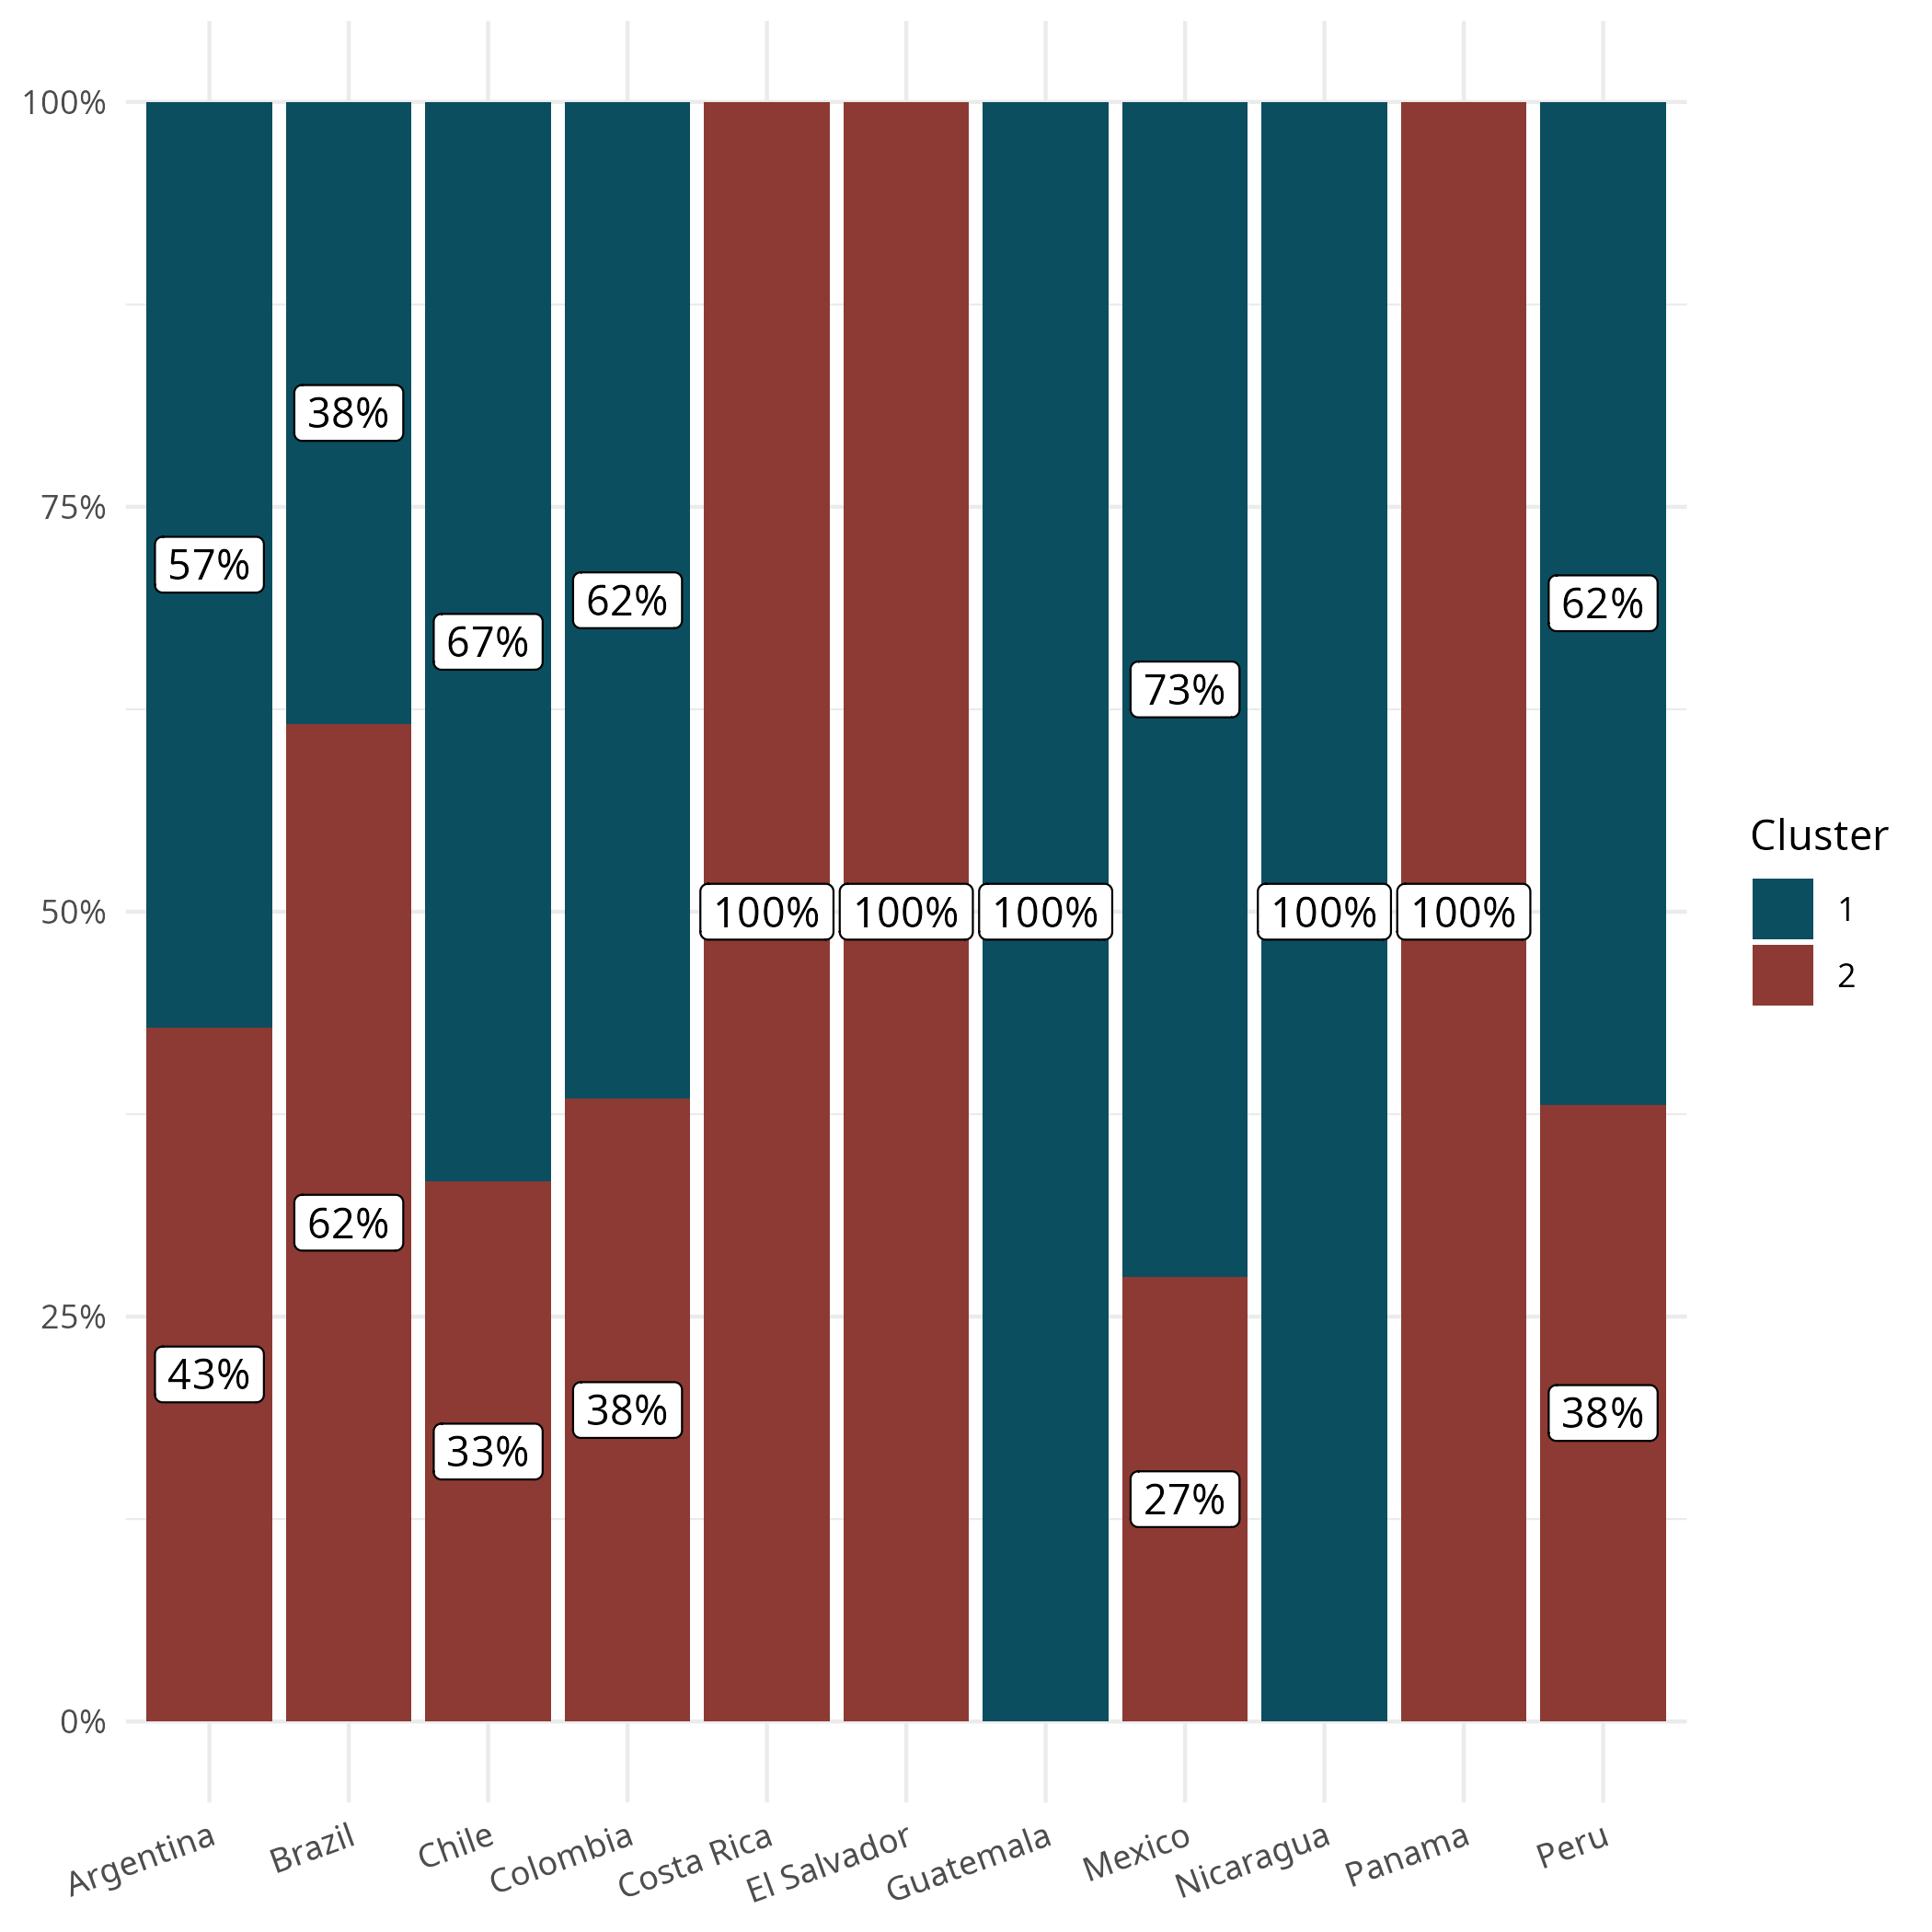 100%
75%
50%
25%
0%
38%
57%
62%
62%
67%
73%
100%
100%
100%
100%
100%
62%
43%
38%
38%
33%
27%
Cluster
1
2
Argentina
Brazil
Chile
Colombia
Costa Rica
El Salvador
Guatemala
Mexico
Nicaragua
Panama
Peru